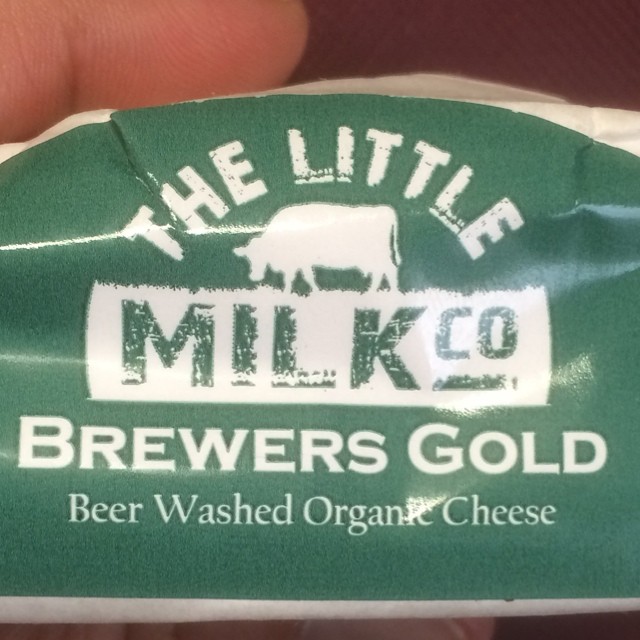 THE LITTLE
MILK CO
BREWERS GOLD
Beer Washed Organic Cheese